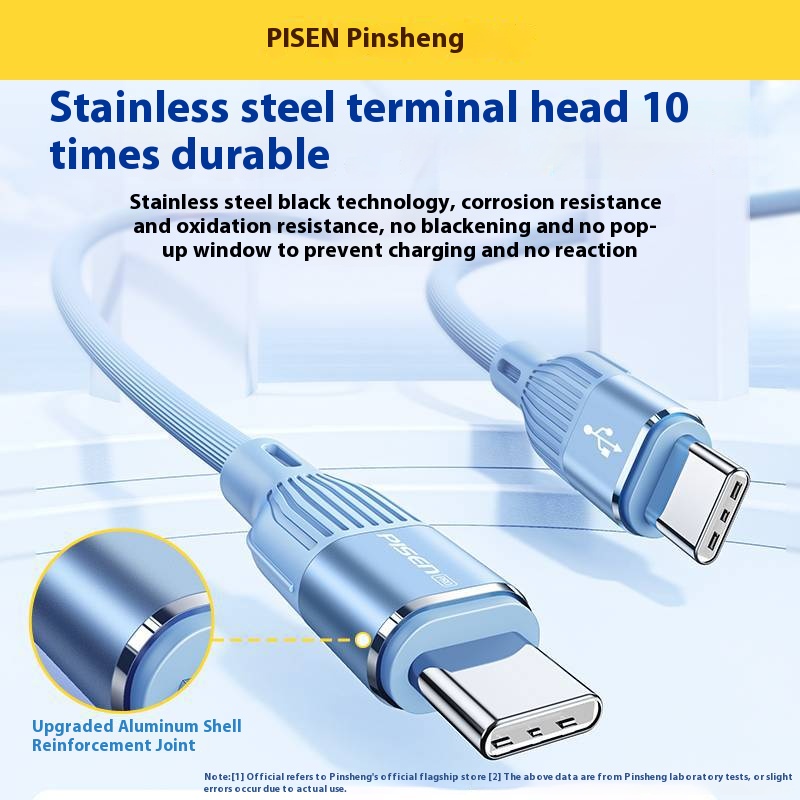 PISEN Pinsheng
Stainless steel terminal head 10
times durable
Stainless steel black technology, corrosion resistance
and oxidation resistance, no blackening and no pop-
up window to prevent charging and no reaction
PISEN
Upgraded Aluminum Shell
Reinforcement Joint
Note:[1] Official refers to Pinsheng's official flagship store [2] The above data are from Pinsheng laboratory tests, or slight
errors occur due to actual use.